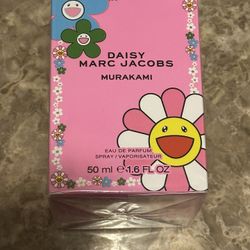 DAISY
MARC JACOBS
MURAKAMI
EAU DE PARFUM
SPRAY / VAPORISATEUR
50 ml ℮ 1.6 FL OZ